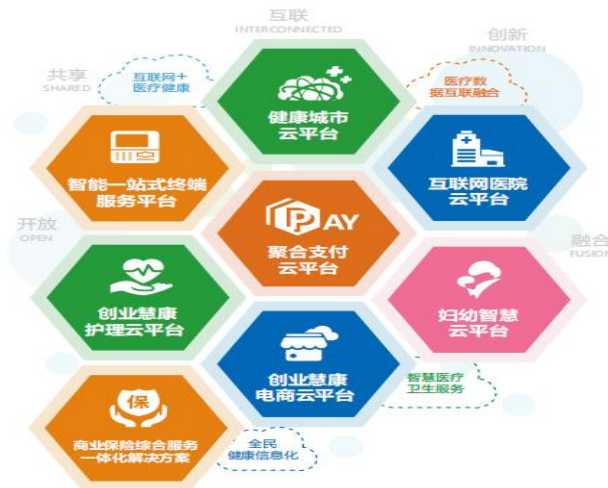 互联
INTERCONNECTED
创新
INNOVATION
共享
SHARED
互联网+
医疗健康
医疗数
据互联融合
健康城市
云平台
智能一站式终端
服务平台
互联网医院
云平台
PAY
聚合支付
云平台
开放
OPEN
融合
FUSION
创业慧康
护理云平台
妇幼智慧
云平台
创业慧康
电商云平台
智慧医疗
卫生服务
保
商业保险综合服务
一体化解决方案
全民
健康信息化